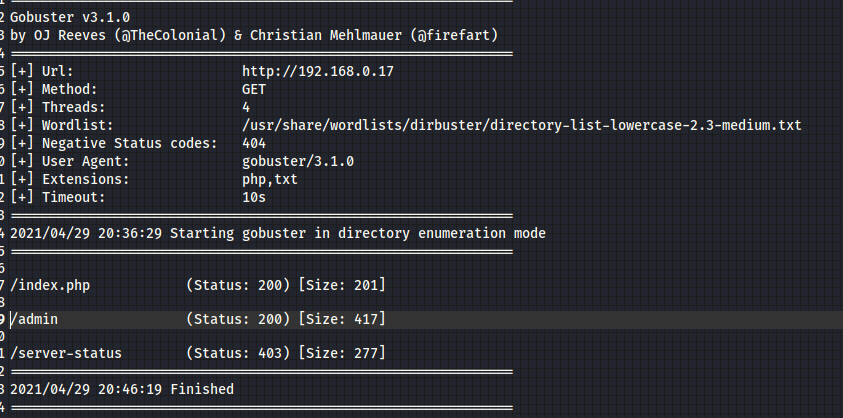 2 Gobuster v3.1.0
3 by OJ Reeves (@TheColonial) & Christian Mehlmauer (@firefart)
4 ===============================================================
5 [+] Url:                     http://192.168.0.17
6 [+] Method:                  GET
7 [+] Threads:                 4
8 [+] Wordlist:                /usr/share/wordlists/dirbuster/directory-list-lowercase-2.3-medium.txt
9 [+] Negative Status codes:   404
0 [+] User Agent:              gobuster/3.1.0
1 [+] Extensions:              php,txt
2 [+] Timeout:                 10s
3 ===============================================================
4 2021/04/29 20:36:29 Starting gobuster in directory enumeration mode
5 ===============================================================
6
7 /index.php            (Status: 200) [Size: 201]
8
9 /admin                (Status: 200) [Size: 417]
0
1 /server-status        (Status: 403) [Size: 277]
2 ===============================================================
3 2021/04/29 20:46:19 Finished
4 ===============================================================